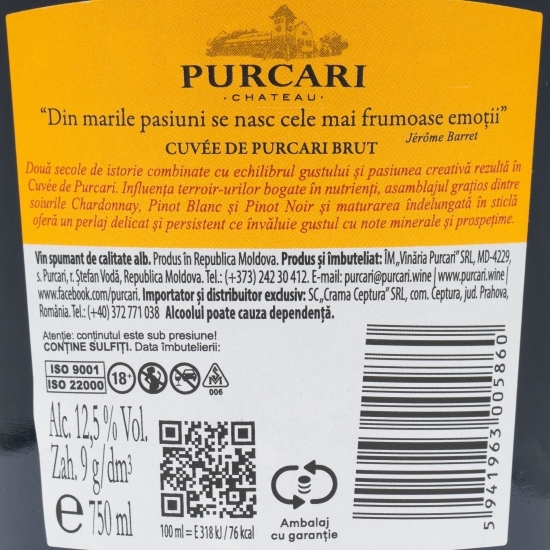 PURCARI
· CHATEAU ·
“Din marile pasiuni se nasc cele mai frumoase emoții”
Jérôme Barret
CUVÉE DE PURCARI BRUT
Două secole de istorie combinate cu echilibrul gustului și pasiunea creativă rezultă în
Cuvée de Purcari. Influența terroir-urilor bogate în nutrienți, asamblajul grațios dintre
soiurile Chardonnay, Pinot Blanc și Pinot Noir și maturarea îndelungată în sticlă
oferă un perlaj delicat și persistent ce învăluie gustul cu note minerale și prospețime.
Vin spumant de calitate alb. Produs în Republica Moldova. Produs și îmbuteliat: ÎM „Vinăria Purcari” SRL, MD-4229,
s. Purcari, r. Ștefan Vodă, Republica Moldova. Tel.: (+373) 242 30 412. E-mail: purcari@purcari.wine | www.purcari.wine |
www.facebook.com/purcari. Importator și distribuitor exclusiv: SC „Crama Ceptura” SRL, com. Ceptura, jud. Prahova,
România. Tel.: (+40) 372 771 038 Alcoolul poate cauza dependență.
Atenție: conținutul este sub presiune!
CONȚINE SULFIȚI. Data îmbutelierii:
ISO 9001
ISO 22000
18+
SM
006
Alc. 12,5 % Vol.
Zah. 9 g/dm³
e 750 ml
100 ml = E 318 kJ / 76 kcal
Ambalaj
cu garanție
5 941963 005860